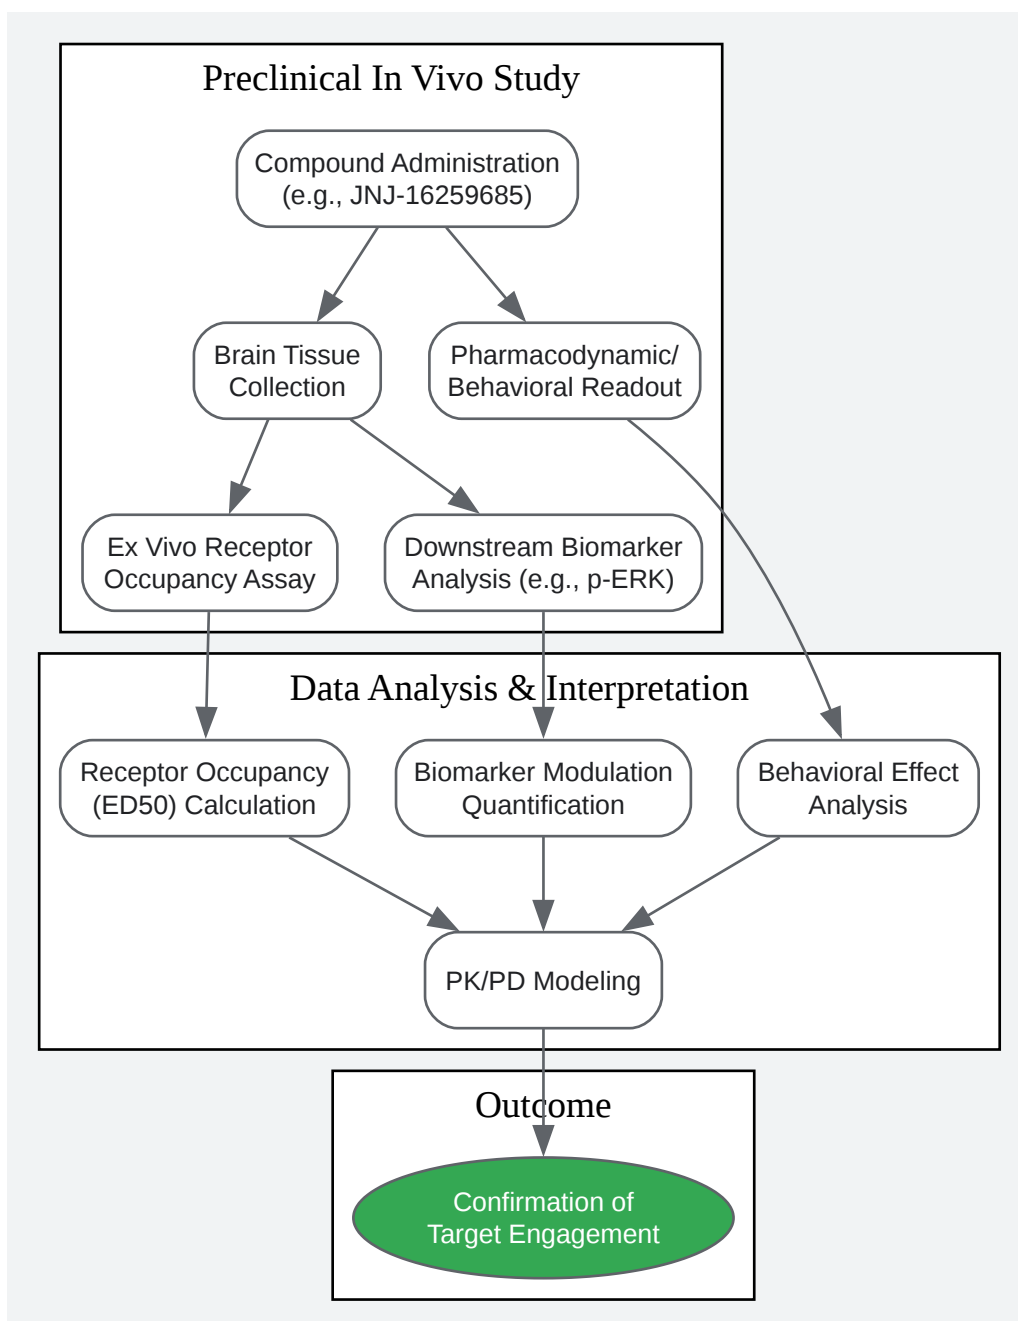 Preclinical In Vivo Study
Compound Administration
(e.g., JNJ-16259685)
Brain Tissue
Collection
Pharmacodynamic/
Behavioral Readout
Ex Vivo Receptor
Occupancy Assay
Downstream Biomarker
Analysis (e.g., p-ERK)
Data Analysis & Interpretation
Receptor Occupancy
(ED50) Calculation
Biomarker Modulation
Quantification
Behavioral Effect
Analysis
PK/PD Modeling
Outcome
Confirmation of
Target Engagement